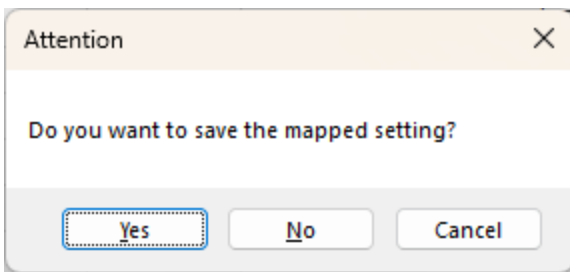 Attention
Do you want to save the mapped setting?
Yes
No
Cancel